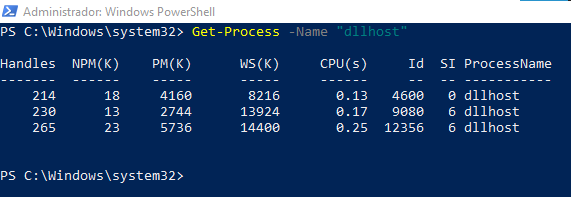 Administrador: Windows PowerShell
PS C:\Windows\system32> Get-Process -Name "dllhost"
Handles  NPM(K)    PM(K)      WS(K)     CPU(s)     Id  SI ProcessName
-------  ------    -----      -----     ------     --  -- -----------
    214      18     4160       8216       0.13   4600   0 dllhost
    230      13     2744      13924       0.17   9080   6 dllhost
    265      23     5736      14400       0.25  12356   6 dllhost
PS C:\Windows\system32>